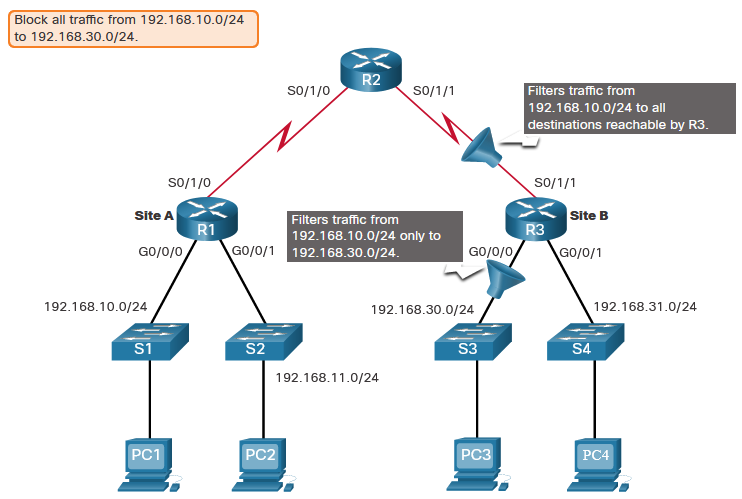 Block all traffic from 192.168.10.0/24
to 192.168.30.0/24.
R2
S0/1/0
S0/1/1
Filters traffic from
192.168.10.0/24 to all
destinations reachable by R3.
S0/1/0
S0/1/1
Site A
R1
Filters traffic from
192.168.10.0/24 only to
192.168.30.0/24.
R3
Site B
G0/0/0
G0/0/1
G0/0/0
G0/0/1
192.168.10.0/24
192.168.30.0/24
192.168.31.0/24
S1
S2
S3
S4
192.168.11.0/24
PC1
PC2
PC3
PC4